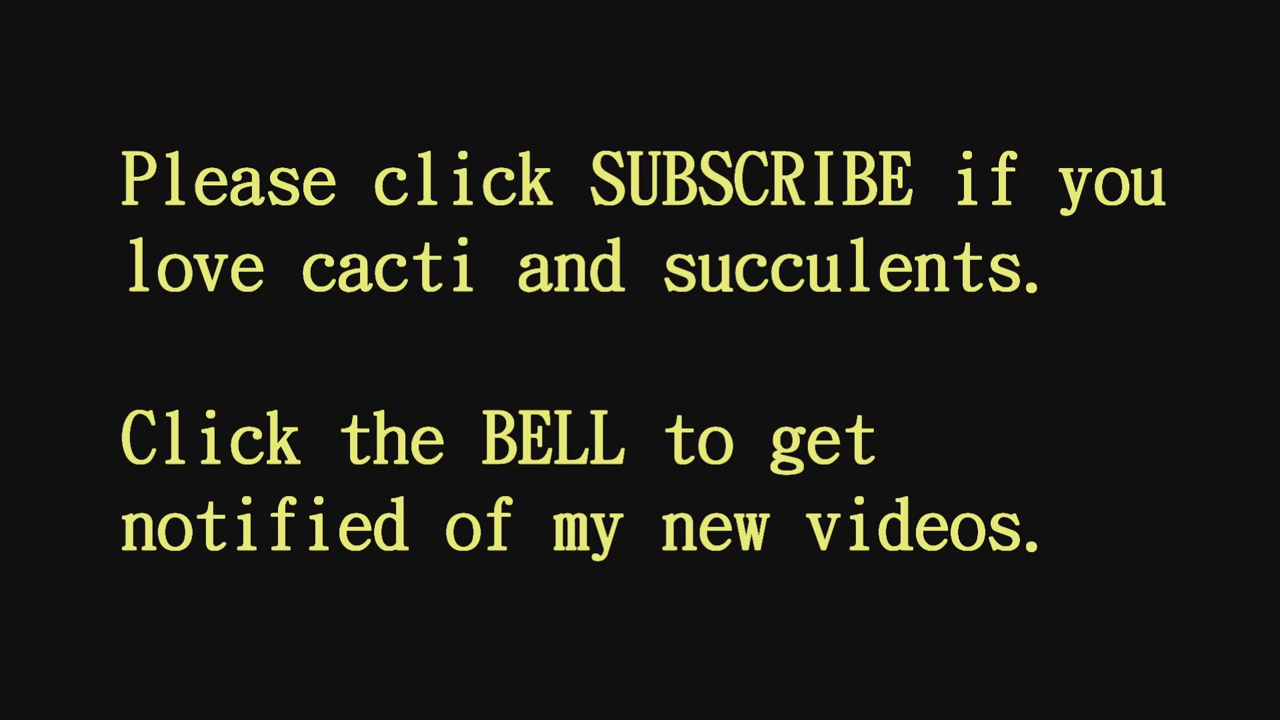 Please click SUBSCRIBE if you
love cacti and succulents.
Click the BELL to get
notified of my new videos.